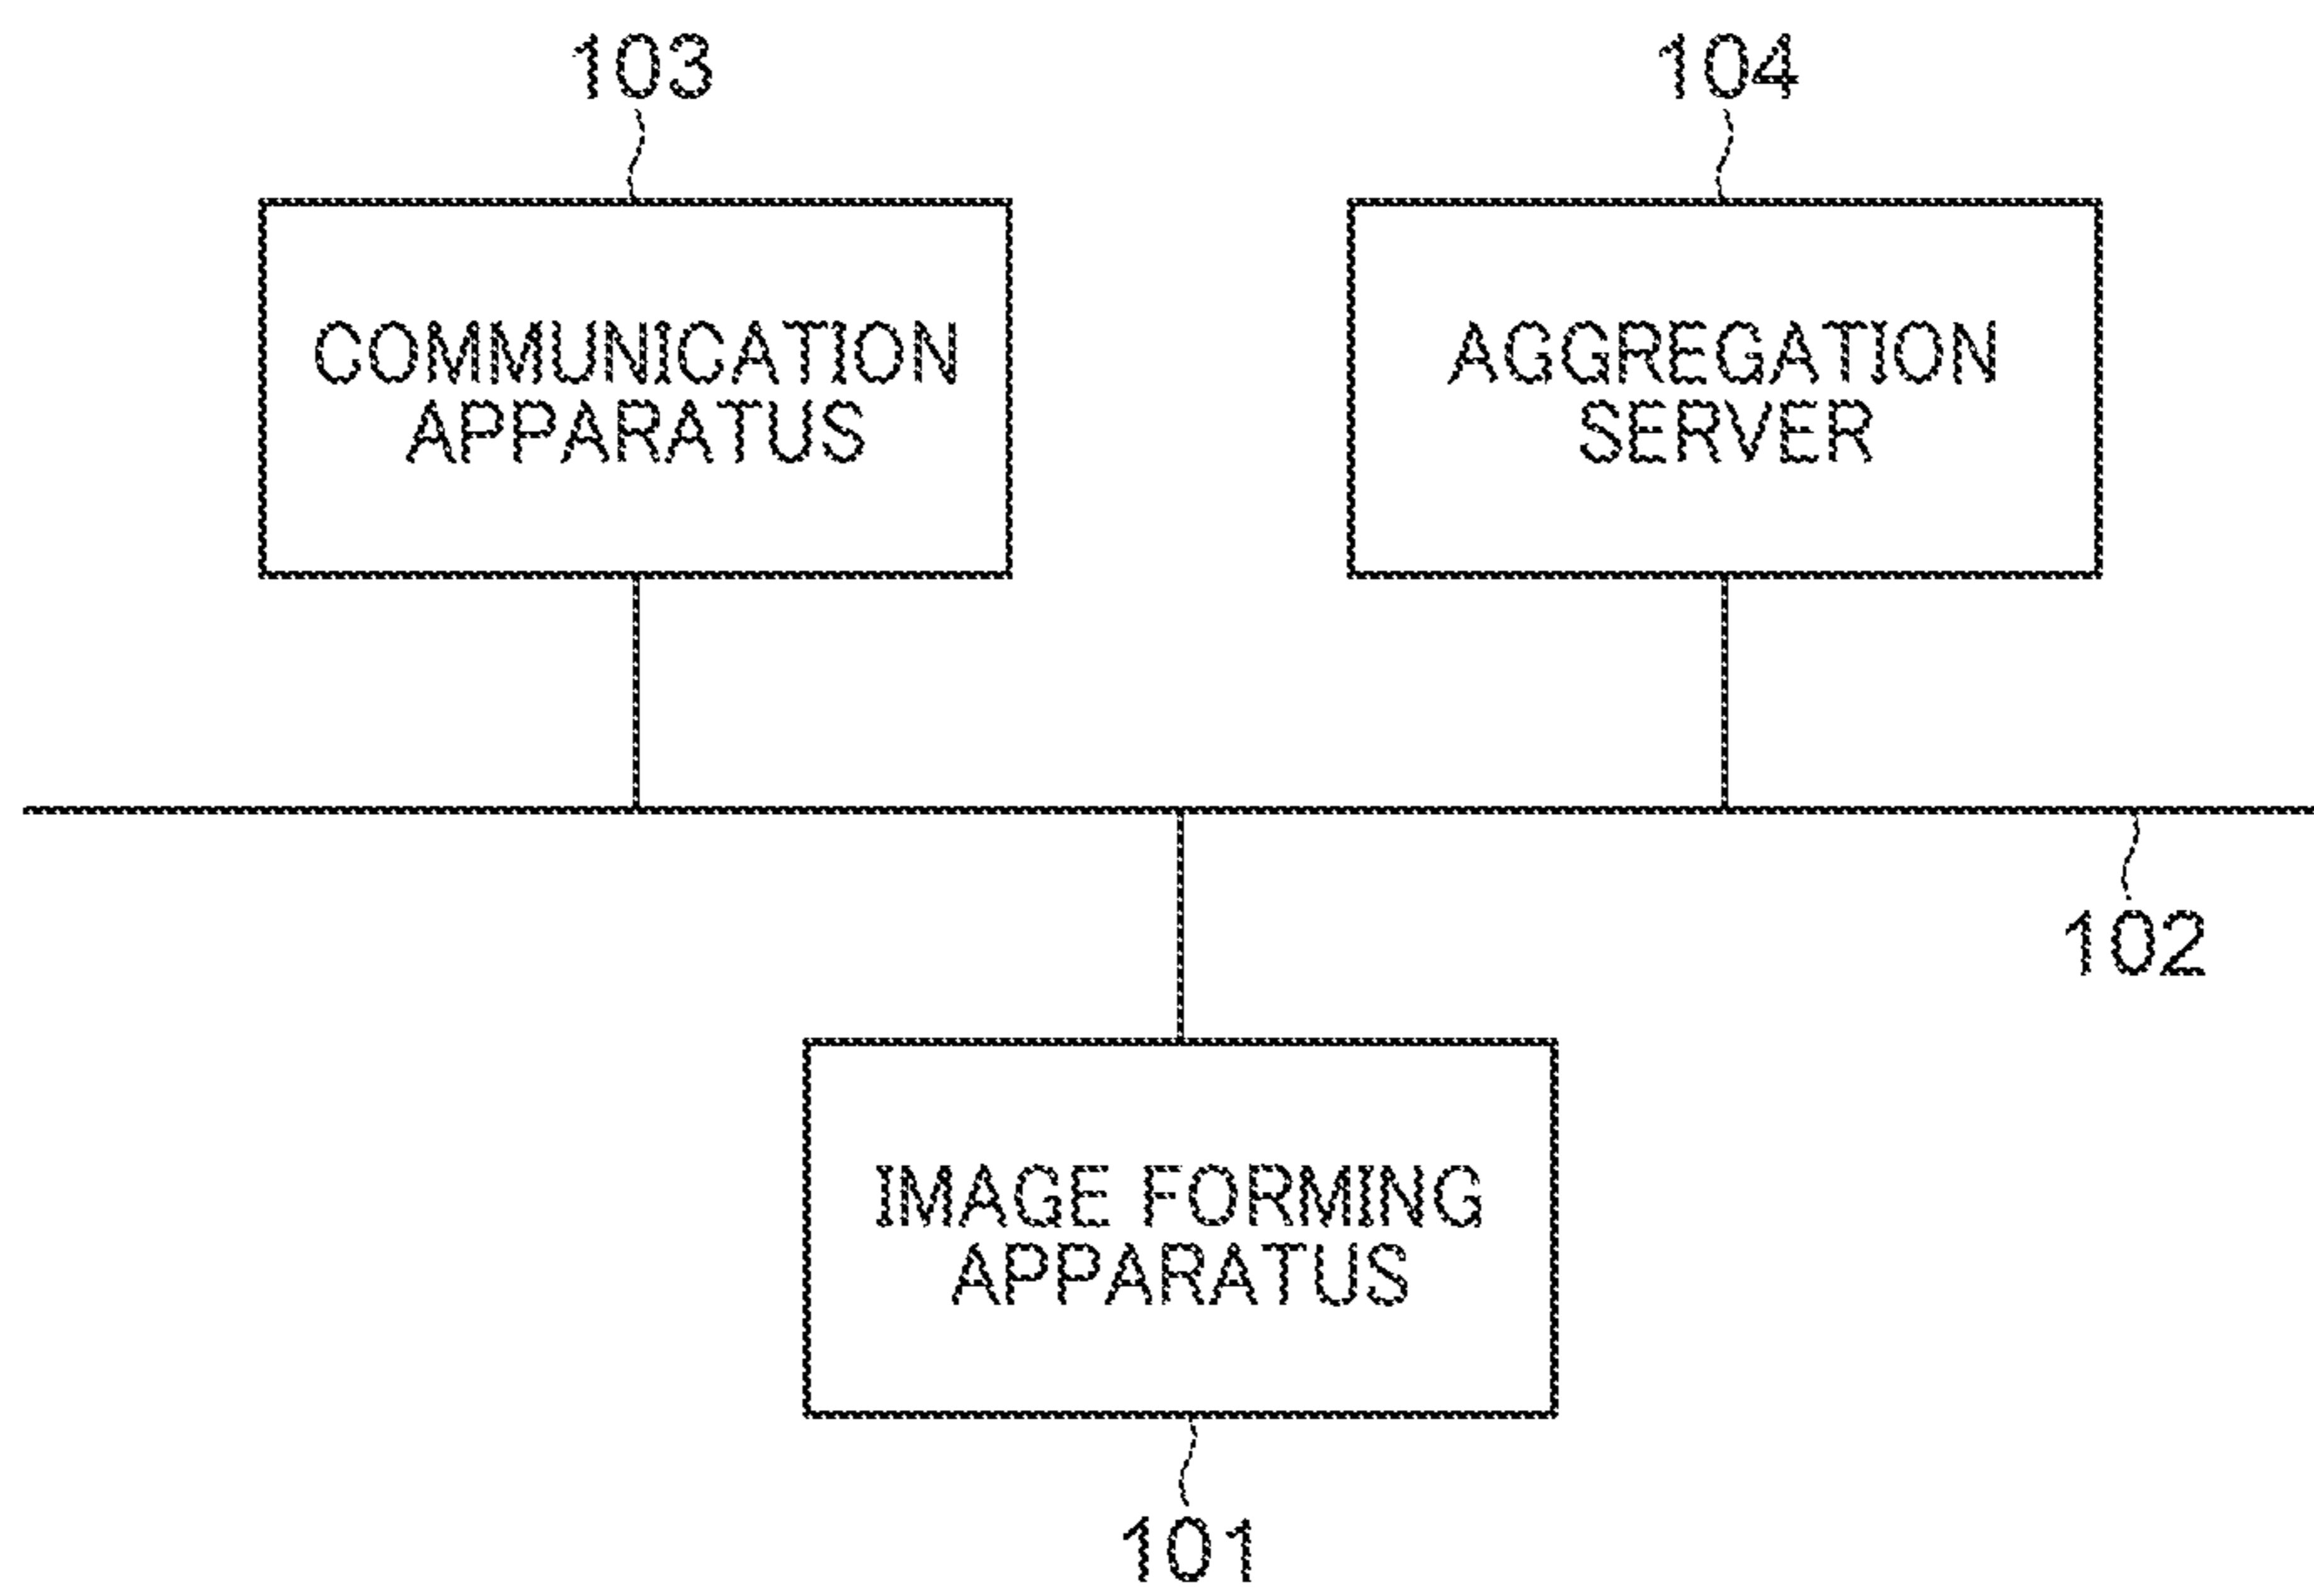 103
104
COMMUNICATION
APPARATUS
AGGREGATION
SERVER
102
IMAGE FORMING
APPARATUS
101